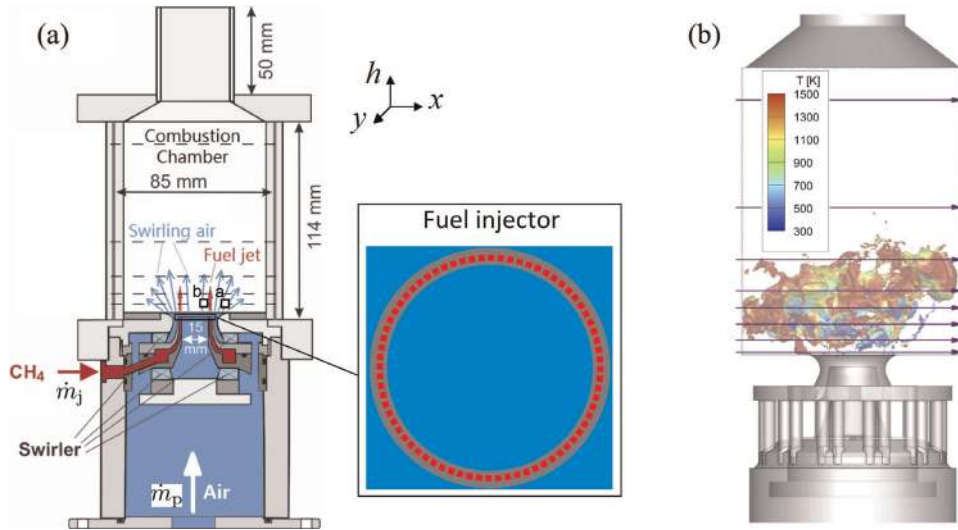 (a)
50 mm
Combustion
Chamber
85 mm
114 mm
Swirling air
Fuel jet
b
a
15
mm
CH4
ṁj
Swirler
ṁp
Air
h
y
x
Fuel injector
(b)
T [K]
1500
1300
1100
900
700
500
300